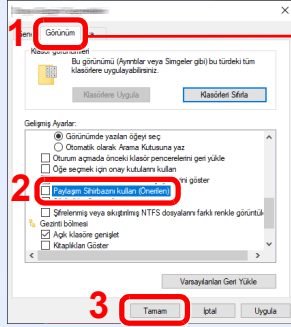 1
Görünüm
Klasör görünümleri
Bu görünümü (Ayrıntılar veya Simgeler gibi) bu türdeki tüm
klasörlere uygulayabilirsiniz.
Klasörlere Uygula
Klasörleri Sıfırla
Gelişmiş Ayarlar:
Görünümde yazılan öğeyi seç
Otomatik olarak Arama Kutusuna yaz
Oturum açmada önceki klasör pencerelerini geri yükle
Öğe seçmek için onay kutularını kullan
göster
2
Paylaşım Sihirbazını kullan (Önerilen)
Şifrelenmiş veya sıkıştırılmış NTFS dosyalarını farklı renkle görüntül
Gezinti bölmesi
Açık klasöre genişlet
Kitaplıkları Göster
Varsayılanları Geri Yükle
3
Tamam
İptal
Uygula